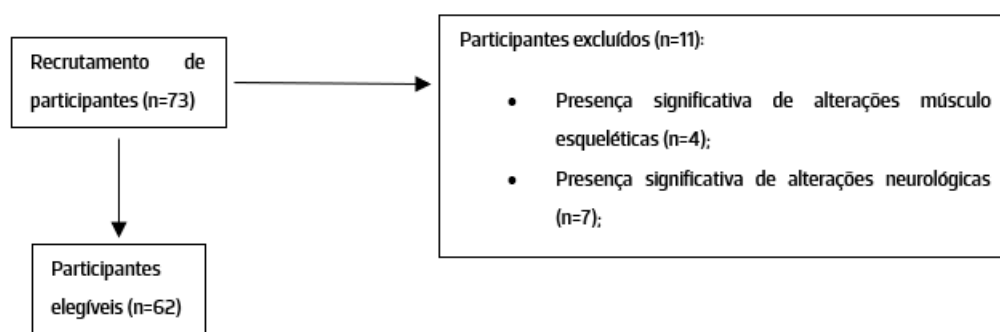 Recrutamento de
participantes (n=73)
Participantes excluídos (n=11):
• Presença significativa de alterações músculo
esqueléticas (n=4);
• Presença significativa de alterações neurológicas
(n=7);
Participantes
elegíveis (n=62)